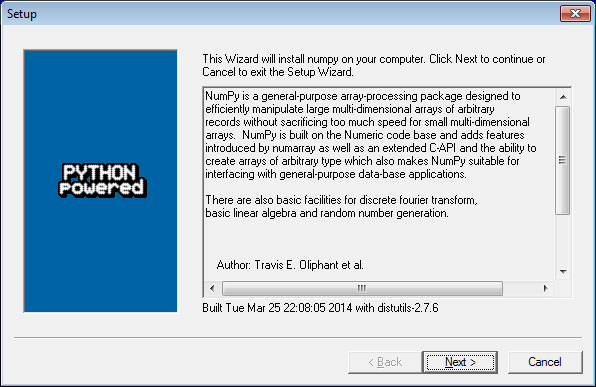 Setup
This Wizard will install numpy on your computer. Click Next to continue or
Cancel to exit the Setup Wizard.
NumPy is a general-purpose array-processing package designed to
efficiently manipulate large multi-dimensional arrays of arbitrary
records without sacrificing too much speed for small multi-dimensional
arrays.  NumPy is built on the Numeric code base and adds features
introduced by numarray as well as an extended C-API and the ability to
create arrays of arbitrary type which also makes NumPy suitable for
interfacing with general-purpose data-base applications.
There are also basic facilities for discrete fourier transform,
basic linear algebra and random number generation.
PYTHON
powered
Author: Travis E. Oliphant et al.
Built Tue Mar 25 22:08:05 2014 with distutils-2.7.6
< Back
Next >
Cancel